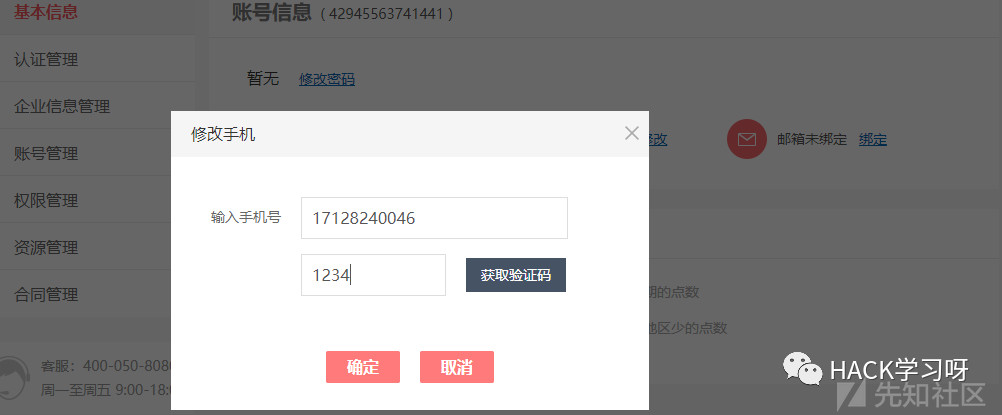 基本信息
认证管理
企业信息管理
账号管理
权限管理
资源管理
合同管理
客服：400-050-808
周一至周五 9:00-18:
账号信息 ( 42945563741441 )
暂无 修改密码
修改 邮箱未绑定 绑定
修改手机
输入手机号 17128240046
1234 获取验证码
确定 取消
的点数
区少的点数
HACK学习呀
先知社区